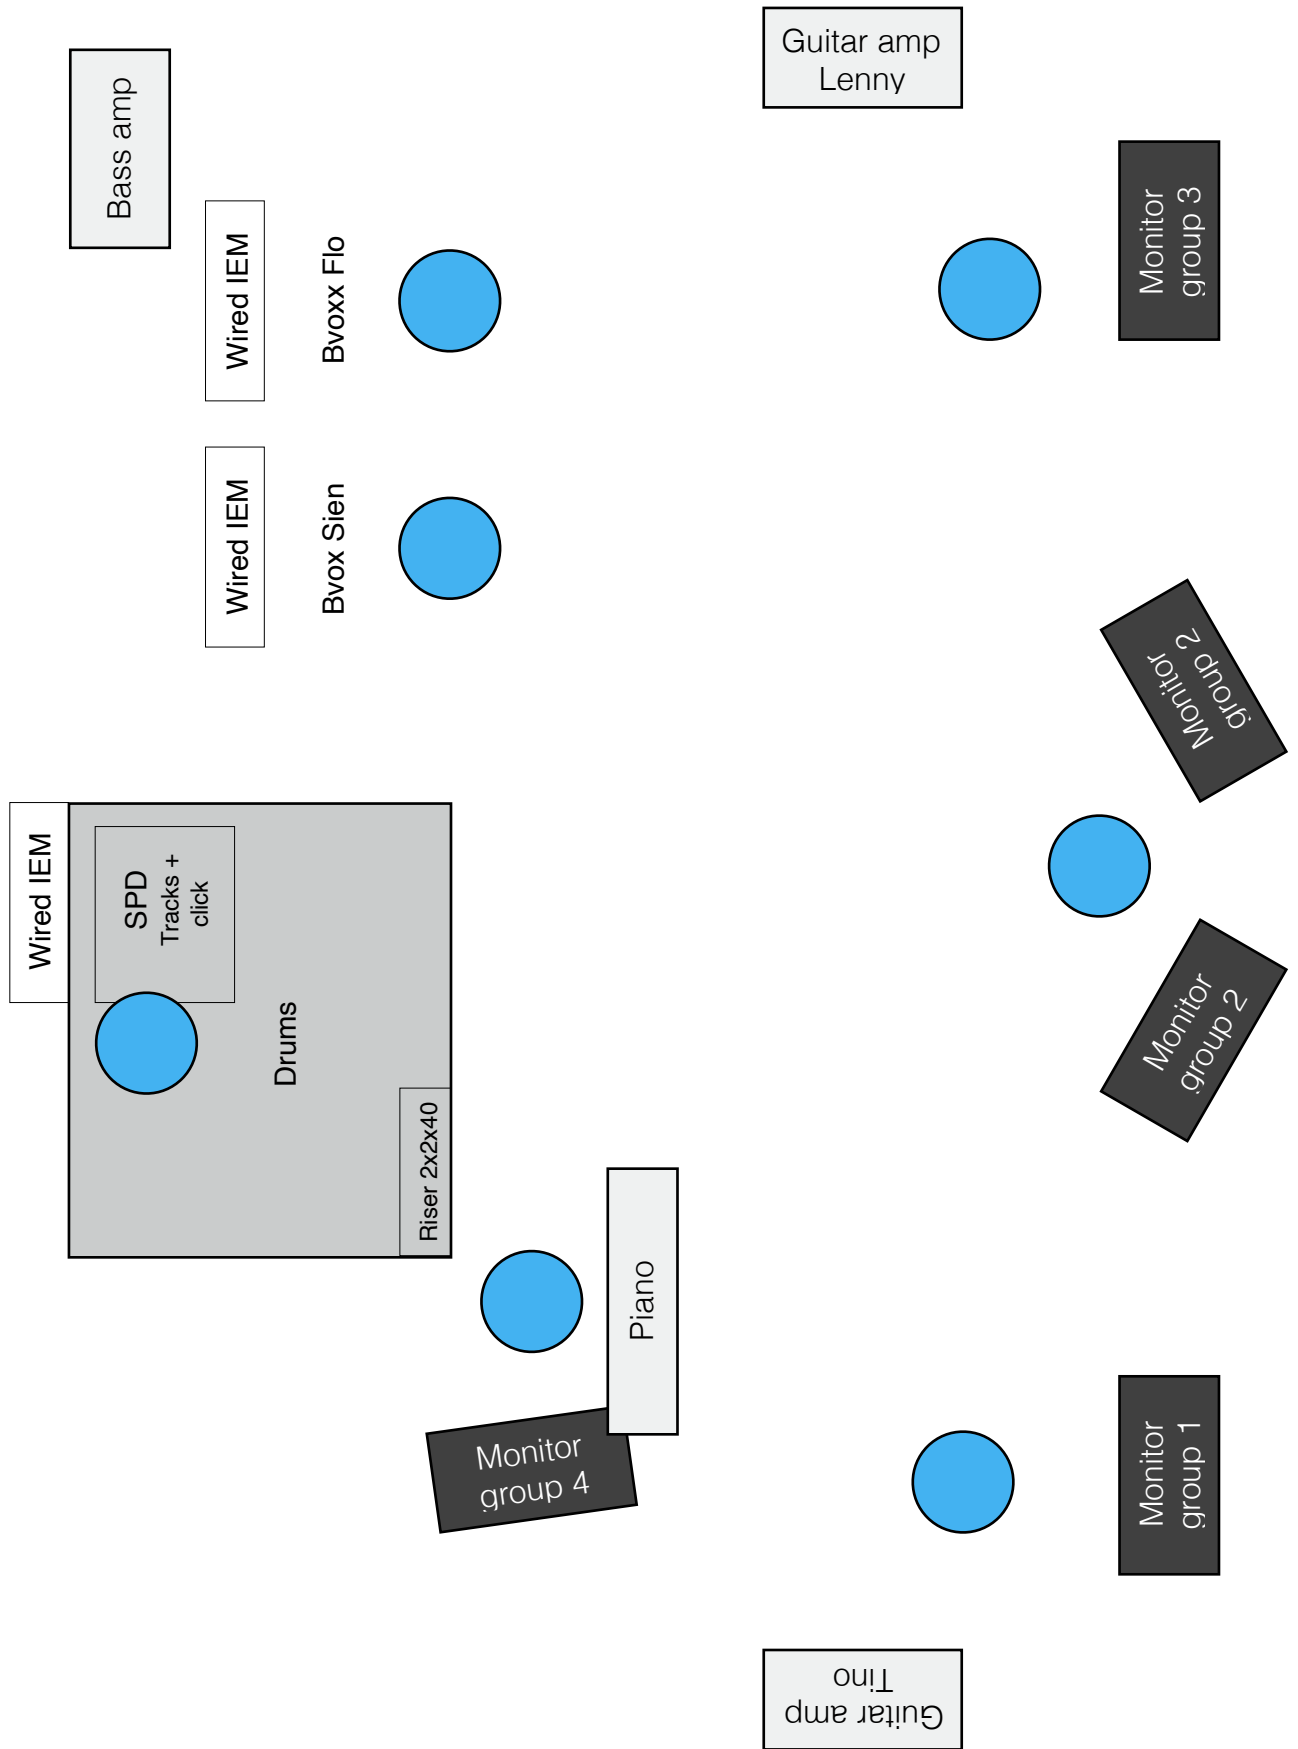 Guitar amp
Lenny
Bass amp
Wired IEM
Bvoxx Flo
Monitor
group 3
Wired IEM
Bvox Sien
Monitor
group 2
Wired IEM
SPD
Tracks +
click
Drums
Riser 2x2x40
Monitor
group 2
Piano
Monitor
group 4
Monitor
group 1
Guitar amp
Tino